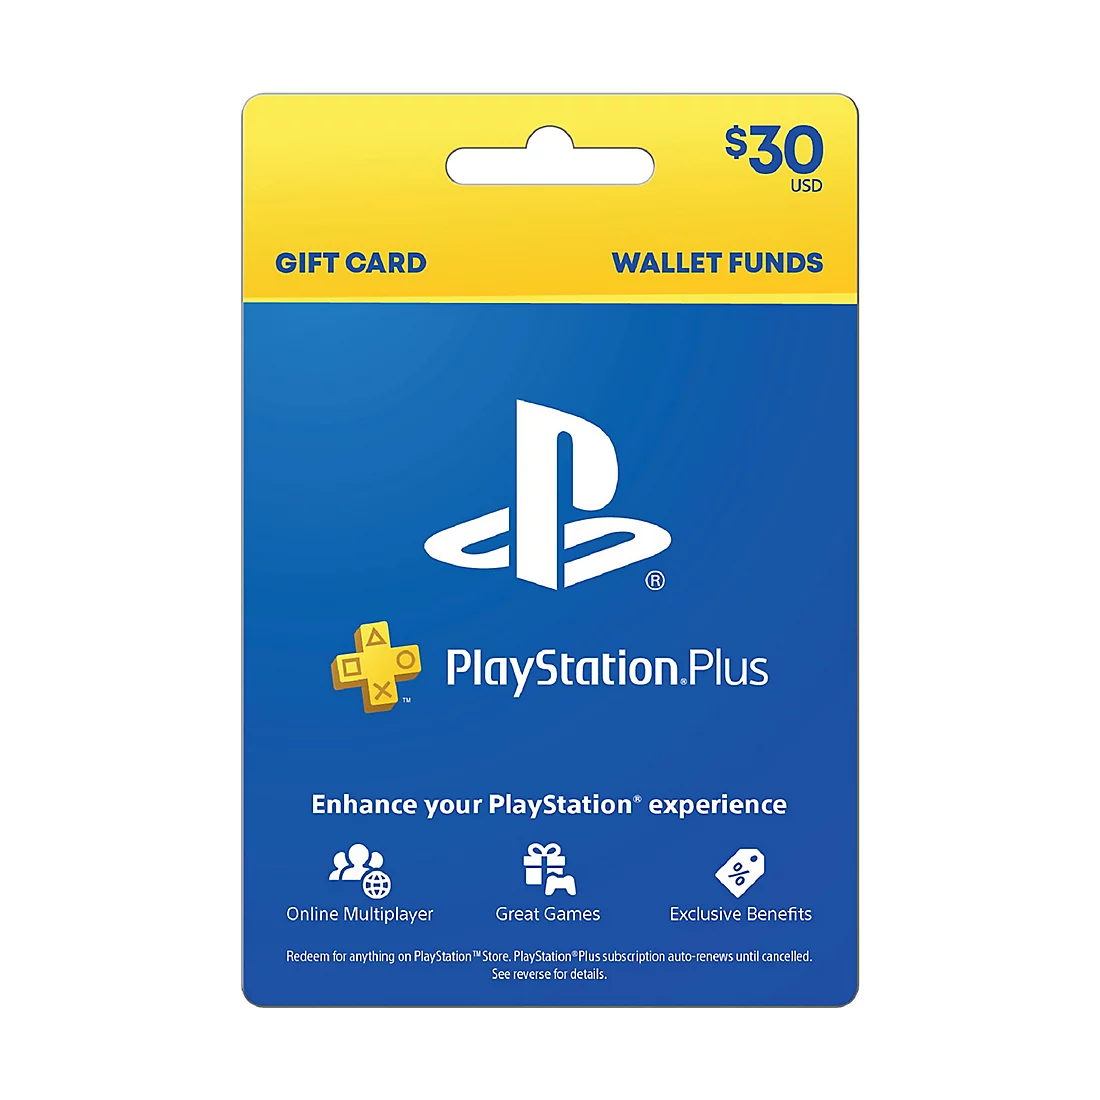 $30
USD
GIFT CARD
WALLET FUNDS
®
TM
PlayStation®Plus
Enhance your PlayStation® experience
Online Multiplayer
Great Games
Exclusive Benefits
Redeem for anything on PlayStation™Store. PlayStation®Plus subscription auto-renews until cancelled.
See reverse for details.